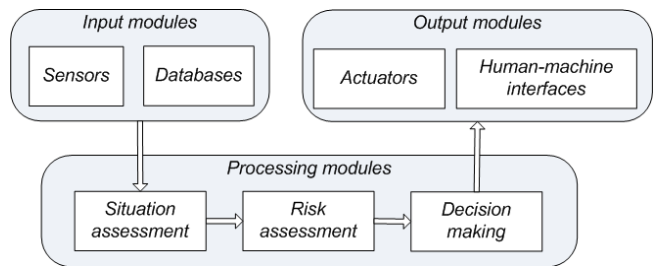 Input modules
Sensors
Databases
Output modules
Actuators
Human-machine
interfaces
Processing modules
Situation
assessment
Risk
assessment
Decision
making